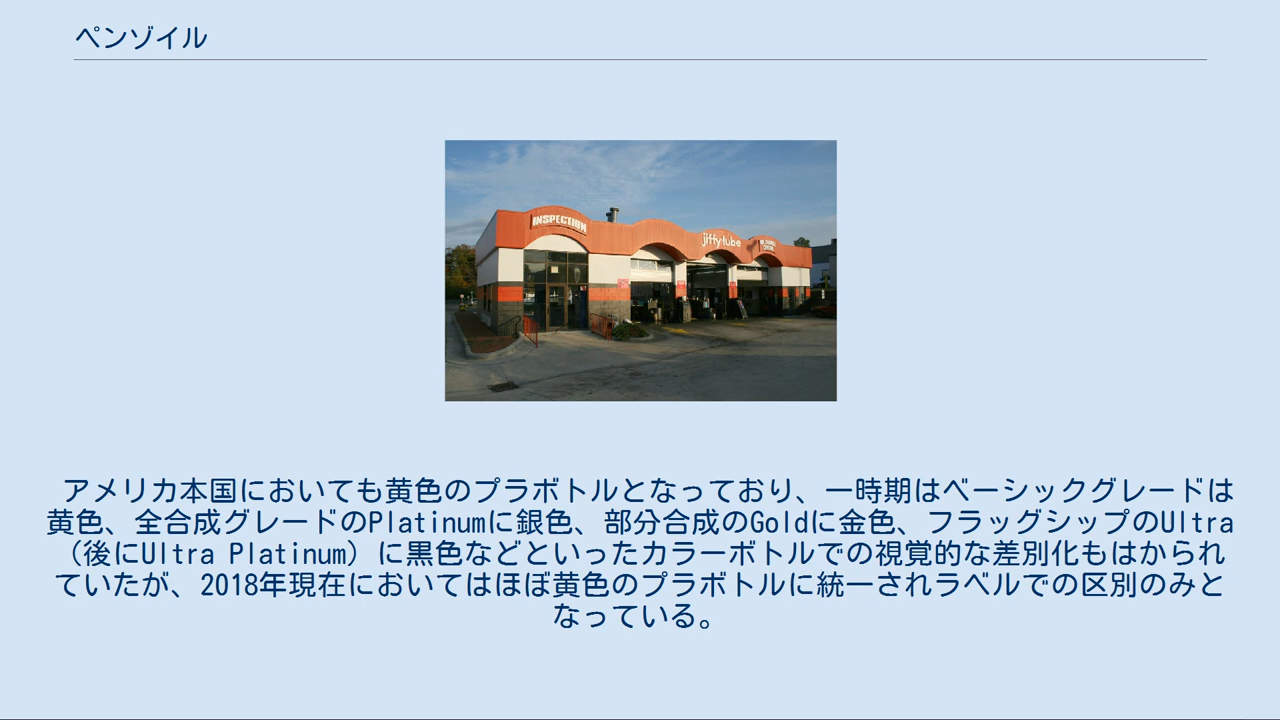 ペンゾイル
INSPECTION
jiffy lube
アメリカ本国においても黄色のプラボトルとなっており、一時期はベーシックグレードは
黄色、全合成グレードのPlatinumに銀色、部分合成のGoldに金色、フラッグシップのUltra
（後にUltra Platinum）に黒色などといったカラーボトルでの視覚的な差別化もはかられ
ていたが、2018年現在においてはほぼ黄色のプラボトルに統一されラベルでの区別のみと
なっている。